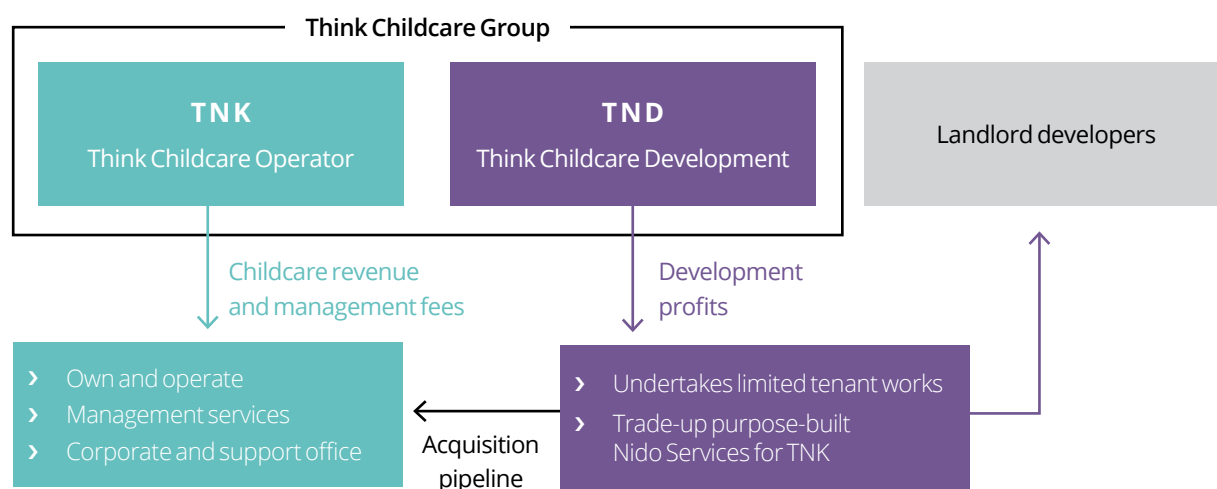 Think Childcare Group
TNK
Think Childcare Operator
TND
Think Childcare Development
Landlord developers
Childcare revenue
and management fees
Development
profits
› Own and operate
› Management services
› Corporate and support office
Acquisition
pipeline
› Undertakes limited tenant works
› Trade-up purpose-built
Nido Services for TNK